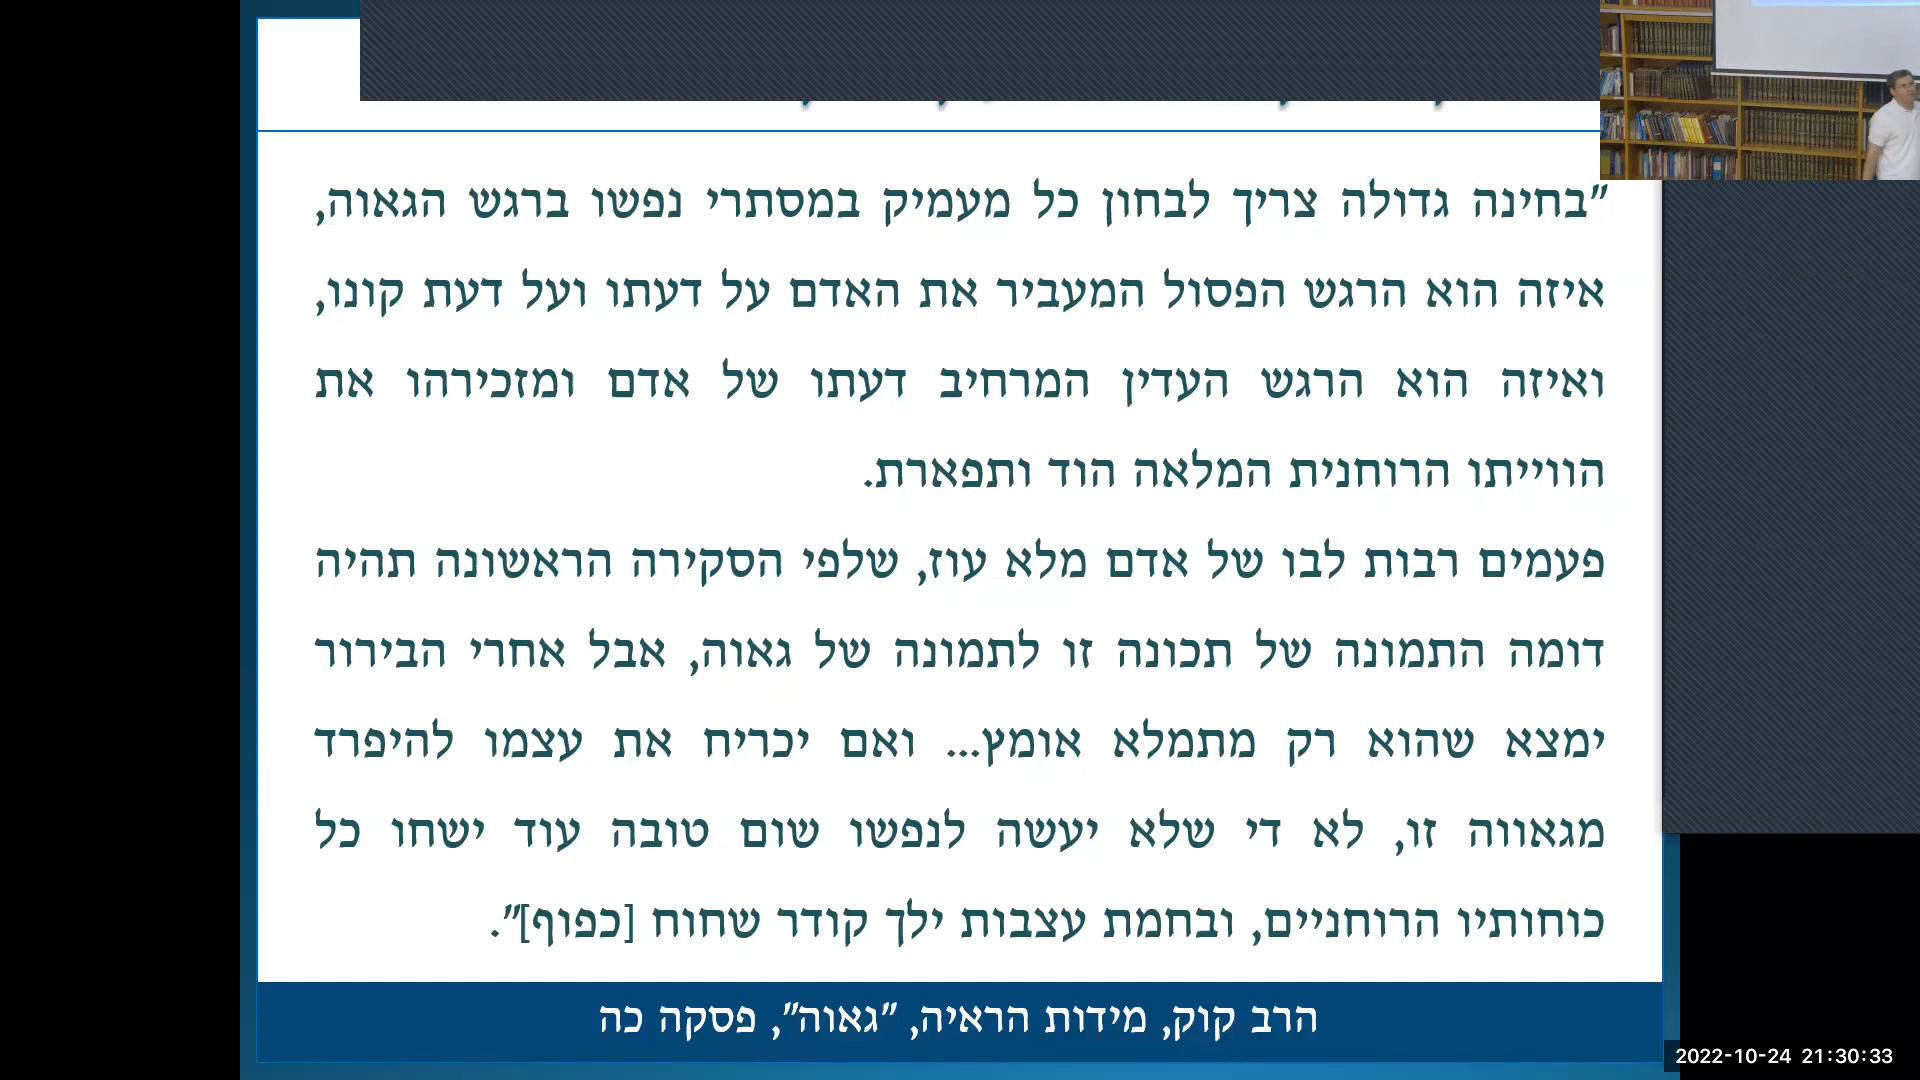 "בחינה גדולה צריך לבחון כל מעמיק במסתרי נפשו ברגש הגאוה,
איזה הוא הרגש הפסול המעביר את האדם על דעתו ועל דעת קונו,
ואיזה הוא הרגש העדין המרחיב דעתו של אדם ומזכירהו את
הווייתו הרוחנית המלאה הוד ותפארת.
פעמים רבות לבו של אדם מלא עוז, שלפי הסקירה הראשונה תהיה
דומה התמונה של תכונה זו לתמונה של גאוה, אבל אחרי הבירור
ימצא שהוא רק מתמלא אומץ... ואם יכריח את עצמו להיפרד
מגאווה זו, לא די שלא יעשה לנפשו שום טובה עוד ישחו כל
כוחותיו הרוחניים, ובחמת עצבות ילך קודר שחוח [כפוף]".
הרב קוק, מידות הראיה, "גאוה", פסקה כה
2022-10-24 21:30:33